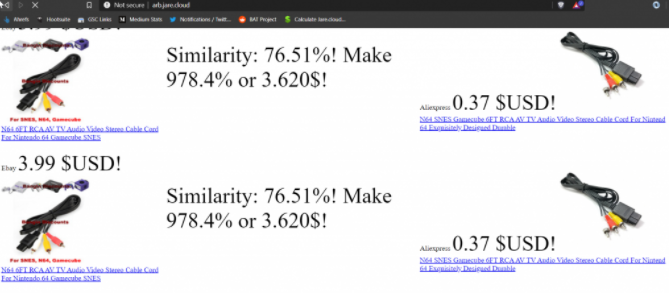 Not secure | arb.jare.cloud
Ahrefs Hootsuite GSC Links Medium Stats Notifications / Twitt... BAT Project Calculate Jare.cloud...
For SNES, N64, Gamecube
N64 6FT RCA AV TV Audio Video Stereo Cable Cord
For Nintendo 64 Gamecube SNES
Similarity: 76.51%! Make
978.4% or 3.620$!
Aliexpress 0.37 $USD!
N64 SNES Gamecube 6FT RCA AV TV Audio Video Stereo Cable Cord For Nintend
64 Exquisitely Designed Durable
Ebay 3.99 $USD!
For SNES, N64, Gamecube
N64 6FT RCA AV TV Audio Video Stereo Cable Cord
For Nintendo 64 Gamecube SNES
Similarity: 76.51%! Make
978.4% or 3.620$!
Aliexpress 0.37 $USD!
N64 SNES Gamecube 6FT RCA AV TV Audio Video Stereo Cable Cord For Nintend
64 Exquisitely Designed Durable